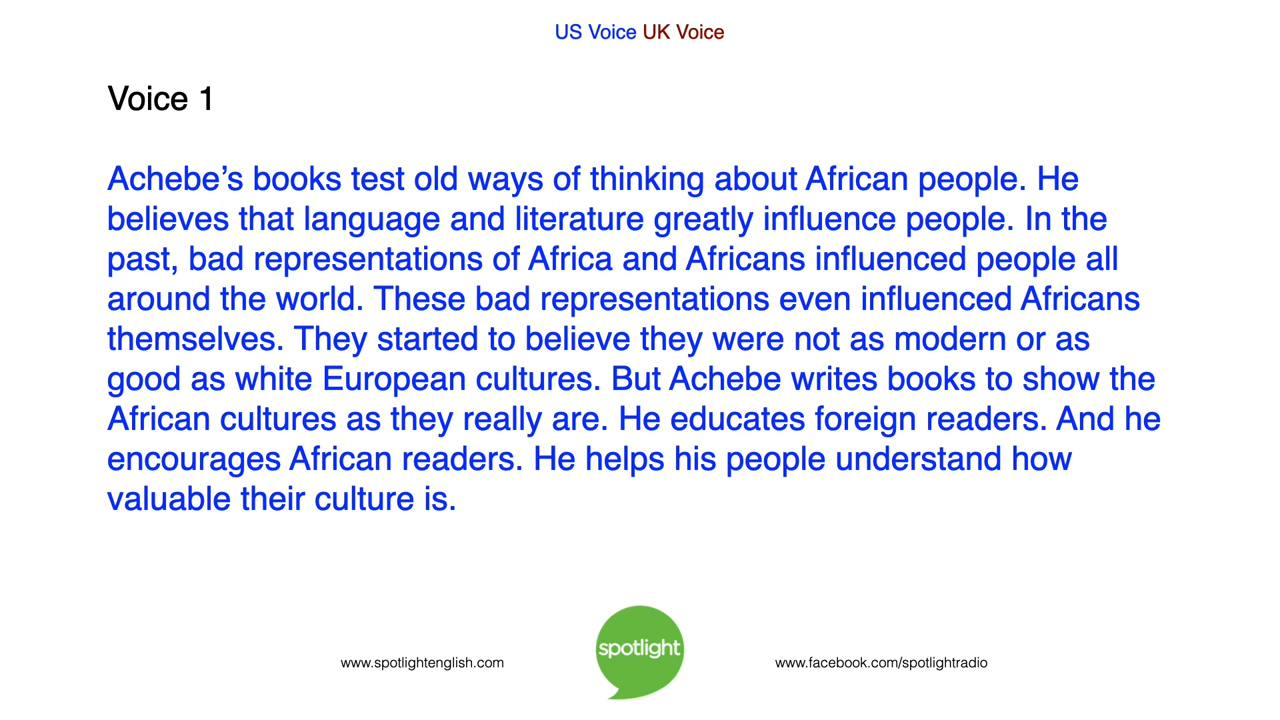 US Voice UK Voice
Voice 1
Achebe’s books test old ways of thinking about African people. He
believes that language and literature greatly influence people. In the
past, bad representations of Africa and Africans influenced people all
around the world. These bad representations even influenced Africans
themselves. They started to believe they were not as modern or as
good as white European cultures. But Achebe writes books to show the
African cultures as they really are. He educates foreign readers. And he
encourages African readers. He helps his people understand how
valuable their culture is.
www.spotlightenglish.com
spotlight
www.facebook.com/spotlightradio